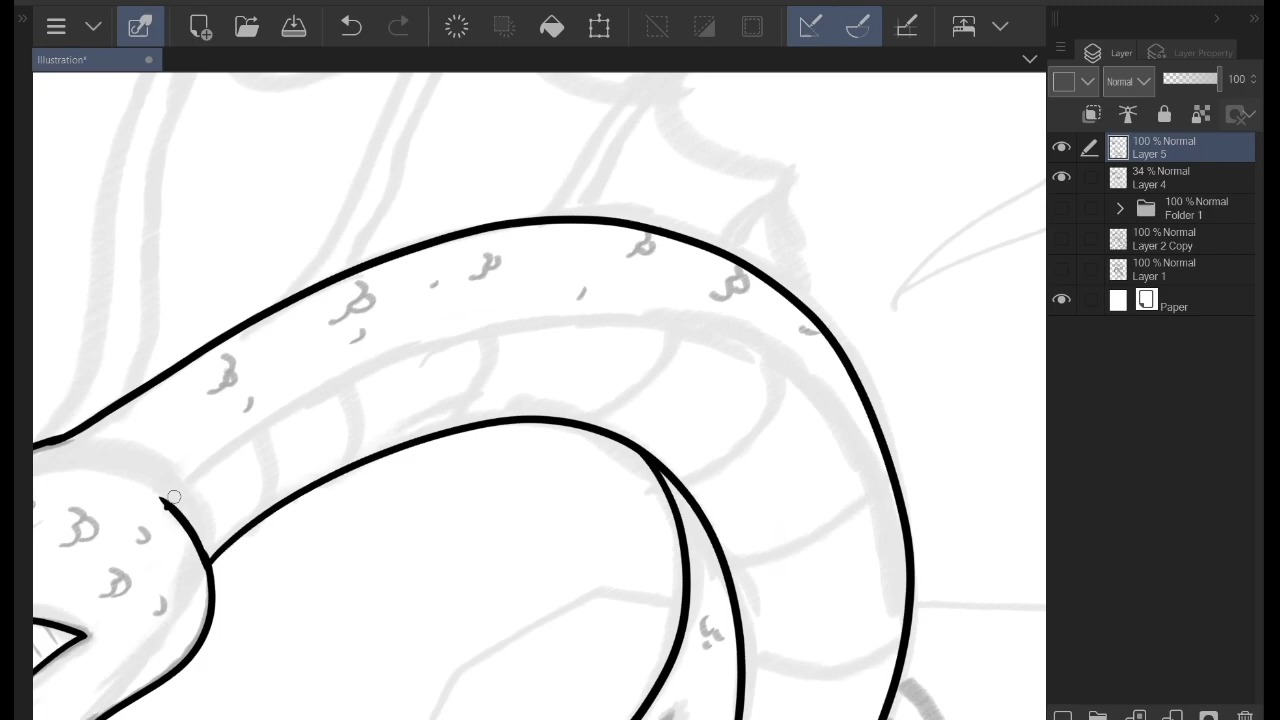 Illustration*
Layer
Layer Property
Normal
100
100 % Normal
Layer 5
34 % Normal
Layer 4
100 % Normal
Folder 1
100 % Normal
Layer 2 Copy
100 % Normal
Layer 1
Paper